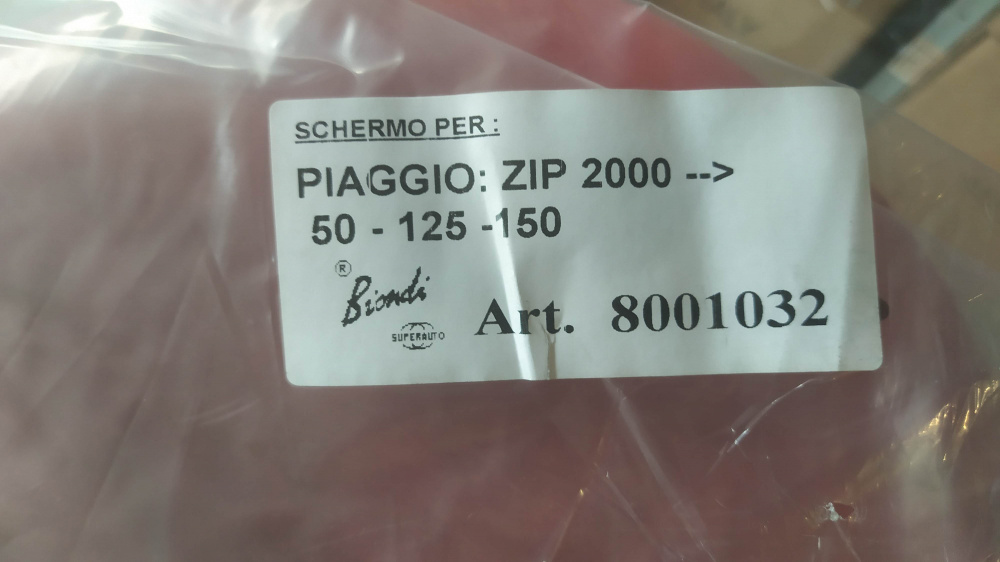 SCHERMO PER :
PIAGGIO: ZIP 2000 -->
50 - 125 -150
® Biondi
SUPERAUTO
Art. 8001032